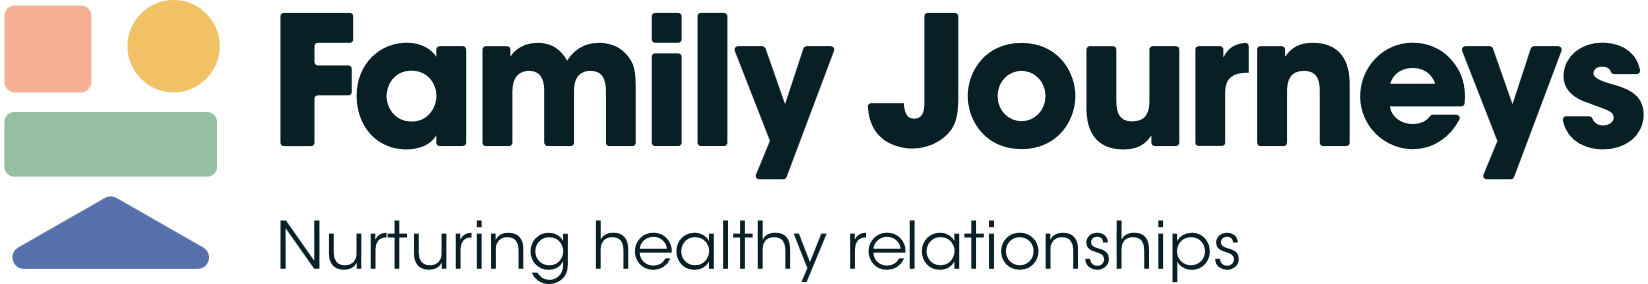 Family Journeys
Nurturing healthy relationships